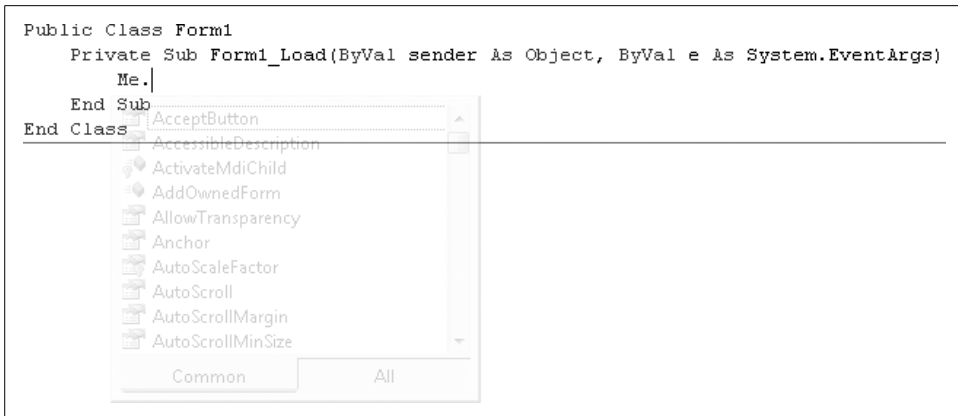 Public Class Form1
Private Sub Form1_Load(ByVal sender As Object, ByVal e As System.EventArgs)
Me.
End Sub
End Class
AcceptButton
AccessibleDescription
ActivateMdiChild
AddOwnedForm
AllowTransparency
Anchor
AutoScaleFactor
AutoScroll
AutoScrollMargin
AutoScrollMinSize
Common All